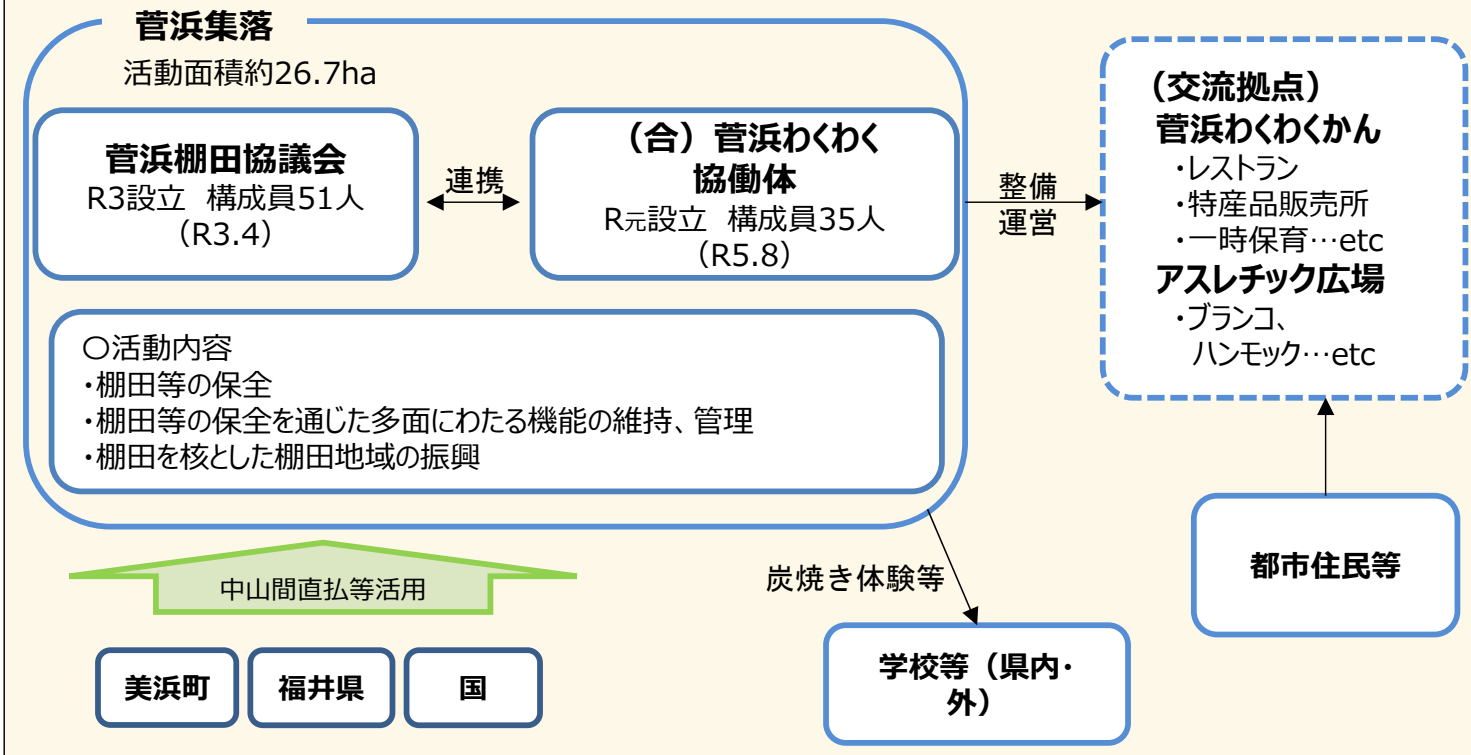 菅浜集落
活動面積約26.7ha
菅浜棚田協議会
R3設立 構成員51人
（R3.4）
連携
（合）菅浜わくわく
協働体
R元設立 構成員35人
（R5.8）
〇活動内容
・棚田等の保全
・棚田等の保全を通じた多面にわたる機能の維持、管理
・棚田を核とした棚田地域の振興
整備
運営
（交流拠点）
菅浜わくわくかん
・レストラン
・特産品販売所
・一時保育…etc
アスレチック広場
・ブランコ、
ハンモック…etc
都市住民等
炭焼き体験等
学校等（県内・
外）
中山間直払等活用
美浜町
福井県
国